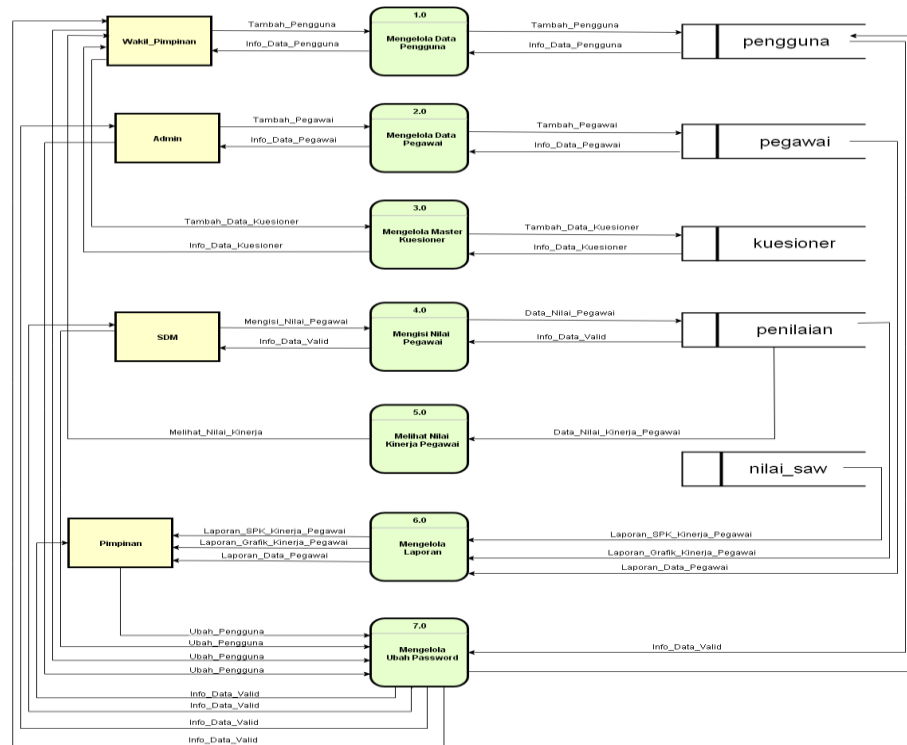 1.0
Wakil_Pimpinan
Tambah_Pengguna
Info_Data_Pengguna
Mengelola Data
Pengguna
Tambah_Pengguna
Info_Data_Pengguna
pengguna
2.0
Admin
Tambah_Pegawai
Info_Data_Pegawai
Mengelola Data
Pegawai
Tambah_Pegawai
Info_Data_Pegawai
pegawai
3.0
Tambah_Data_Kuesioner
Info_Data_Kuesioner
Mengelola Master
Kuesioner
Tambah_Data_Kuesioner
Info_Data_Kuesioner
kuesioner
4.0
SDM
Mengisi_Nilai_Pegawai
Info_Data_Valid
Mengisi Nilai
Pegawai
Data_Nilai_Pegawai
Info_Data_Valid
penilaian
5.0
Melihat_Nilai_Kinerja
Melihat Nilai
Kinerja Pegawai
Data_Nilai_Kinerja_Pegawai
nilai_saw
6.0
Pimpinan
Laporan_SPK_Kinerja_Pegawai
Laporan_Grafik_Kinerja_Pegawai
Laporan_Data_Pegawai
Mengelola
Laporan
Laporan_SPK_Kinerja_Pegawai
Laporan_Grafik_Kinerja_Pegawai
Laporan_Data_Pegawai
7.0
Ubah_Pengguna
Ubah_Pengguna
Ubah_Pengguna
Ubah_Pengguna
Mengelola
Ubah Password
Info_Data_Valid
Info_Data_Valid
Info_Data_Valid
Info_Data_Valid
Info_Data_Valid